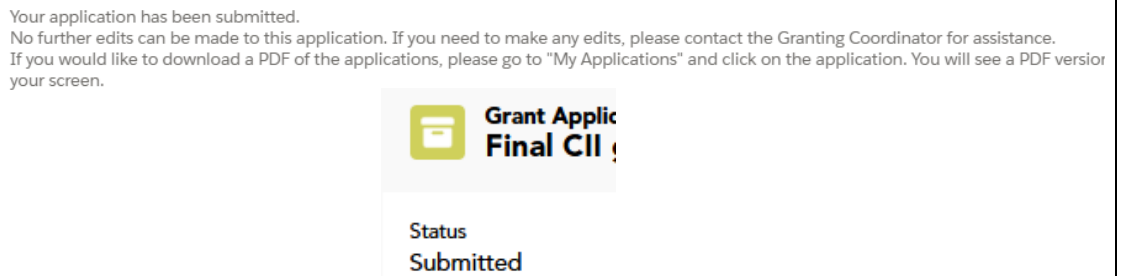 Your application has been submitted.
No further edits can be made to this application. If you need to make any edits, please contact the Granting Coordinator for assistance.
If you would like to download a PDF of the applications, please go to "My Applications" and click on the application. You will see a PDF
your screen.
Grant
Final CII
Status
Submitted